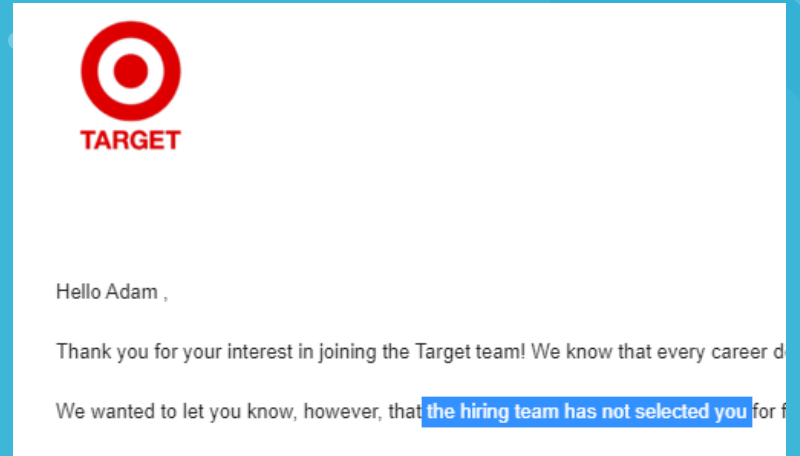 TARGET
Hello Adam ,
Thank you for your interest in joining the Target team! We know that every career d
We wanted to let you know, however, that the hiring team has not selected you for f